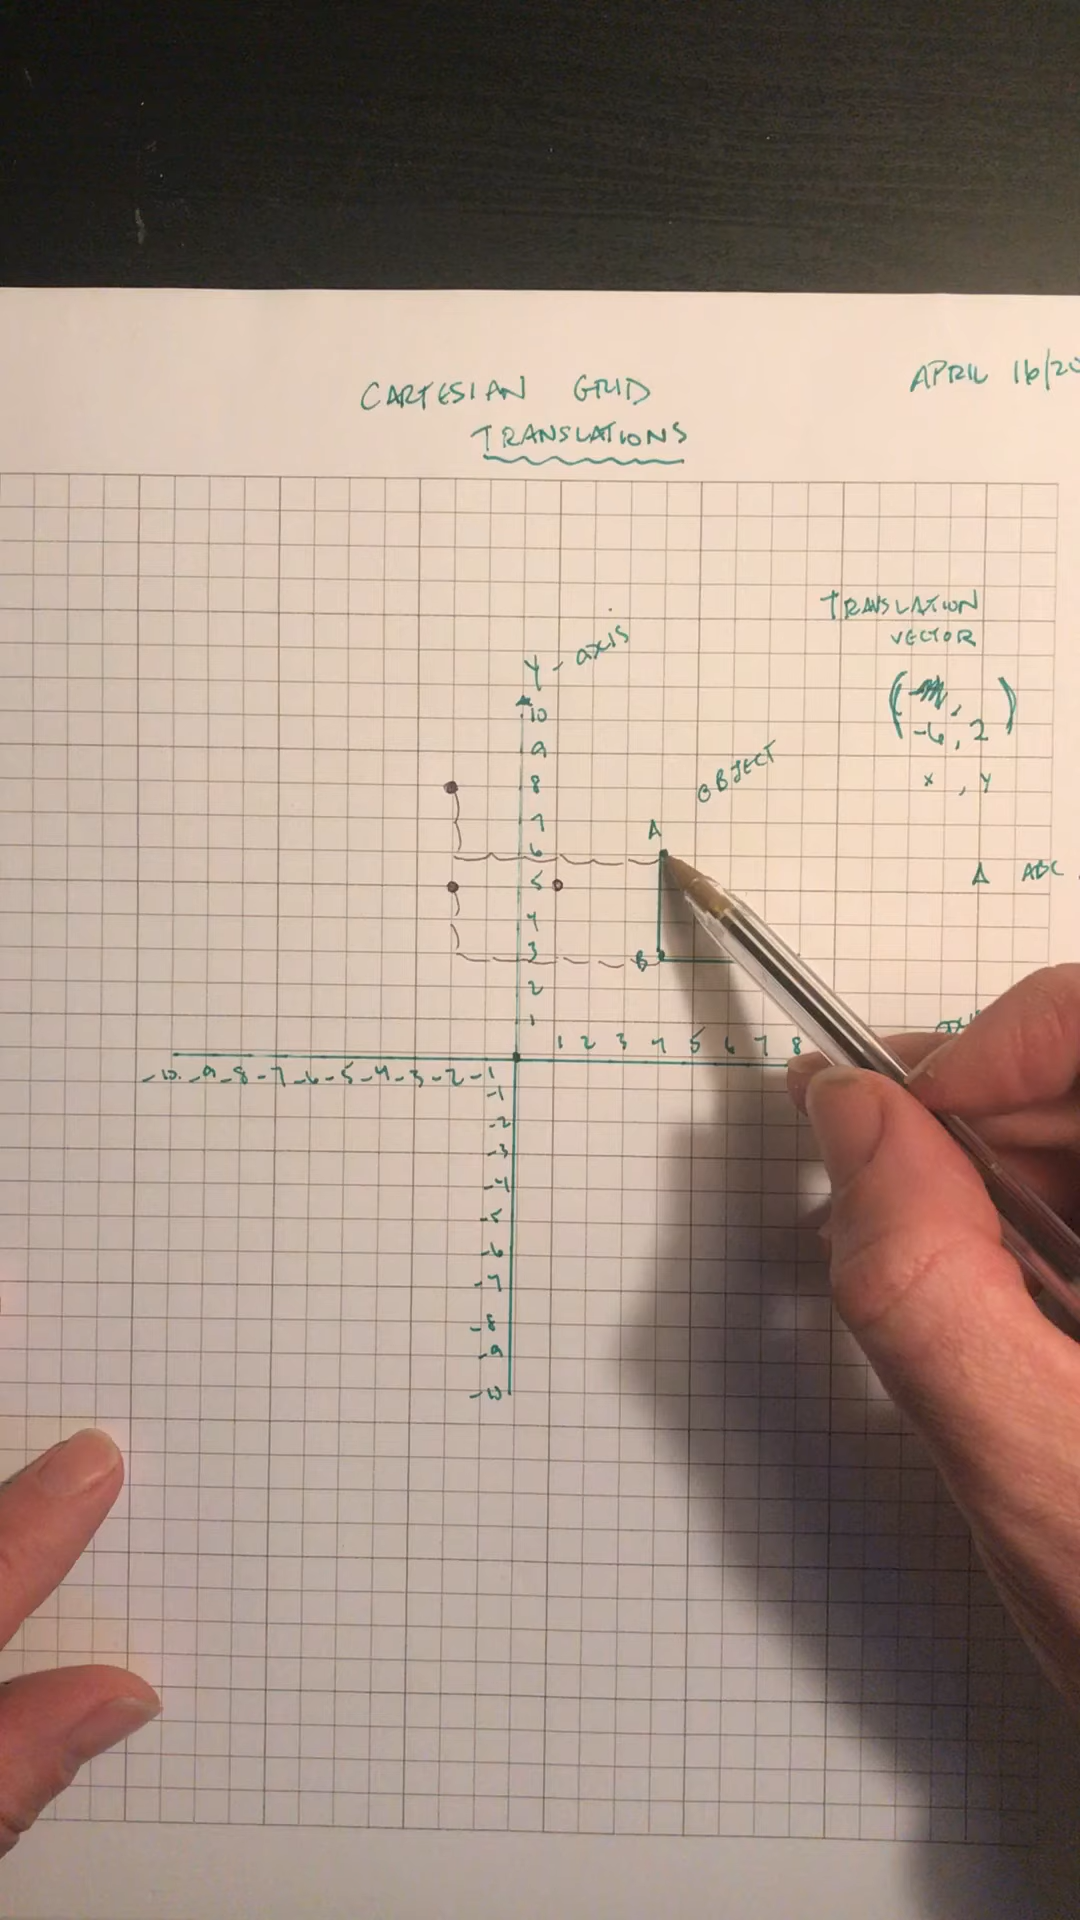 CARTESIAN GRID
TRANSLATIONS
APRIL 16/20
TRANSLATION
VECTOR
-6, 2
x , y
Y - axis
OBJECT
A
B
Δ ABC
axis
10
9
8
7
6
5
4
3
2
1
1 2 3 4 5 6 7 8
-10 -9 -8 -7 -6 -5 -4 -3 -2 -1
-1
-2
-3
-4
-5
-6
-7
-8
-9
-10